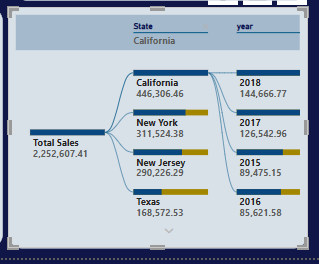 State year
California
California
446,306.46
New York
311,524.38
New Jersey
290,226.29
Texas
168,572.53
Total Sales
2,252,607.41
2018
144,666.77
2017
126,542.96
2015
89,475.15
2016
85,621.58